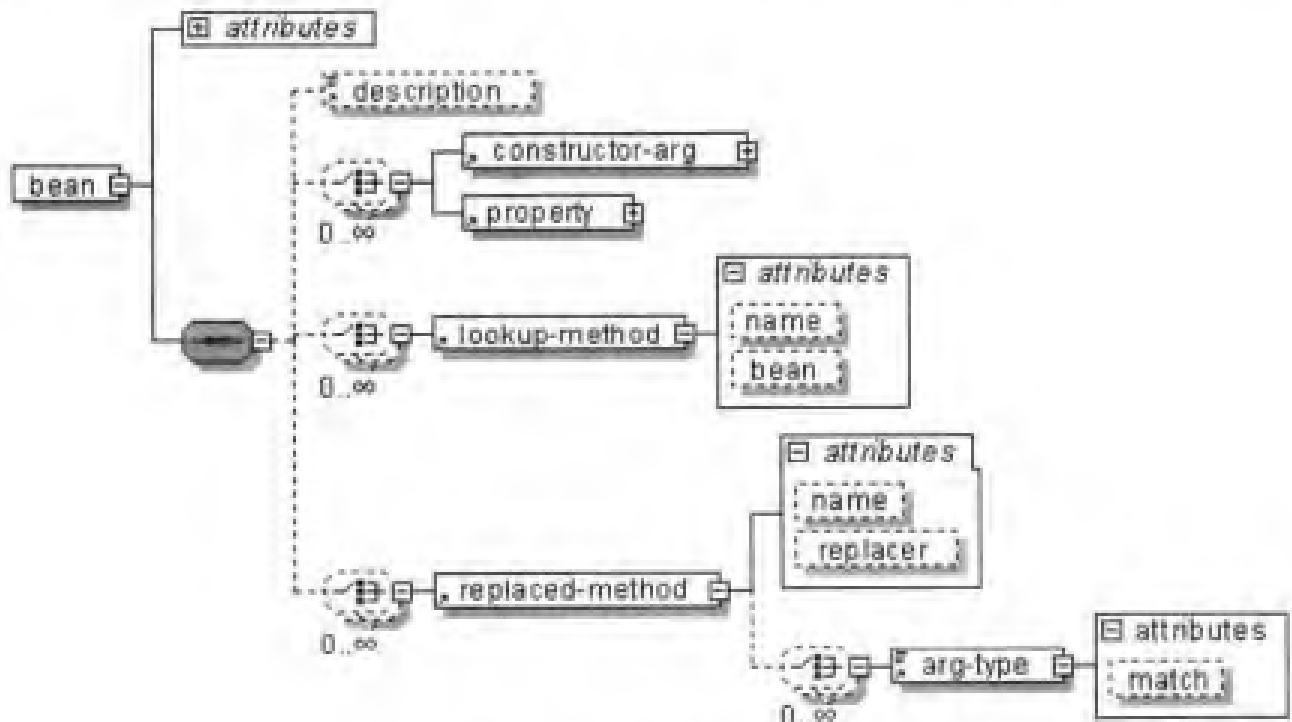 attributes
description
constructor-arg
bean
property
0..∞
attributes
name
lookup-method
bean
0..∞
attributes
name
replacer
replaced-method
0..∞
attributes
arg-type
match
0..∞